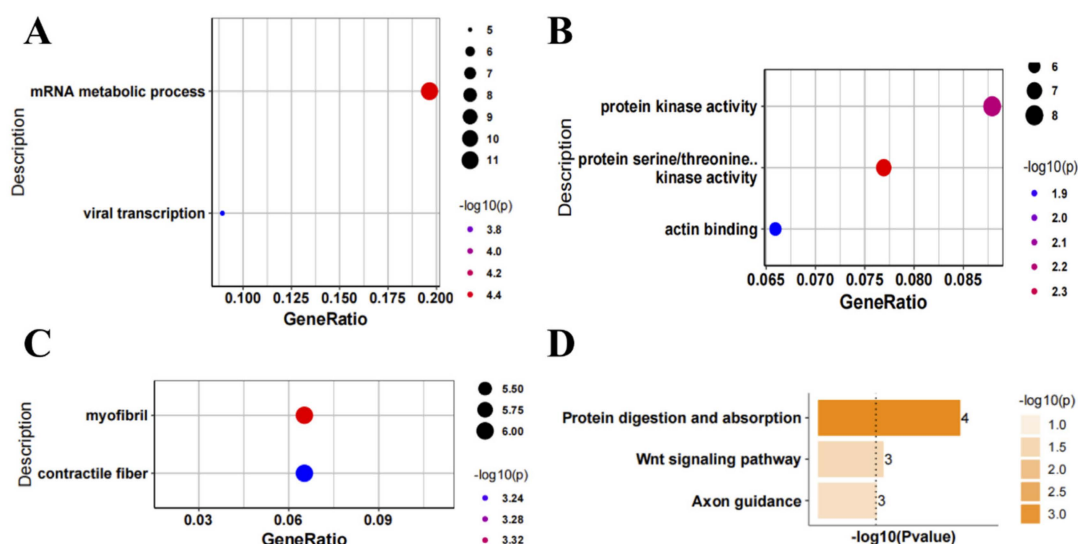 A
Description
mRNA metabolic process
viral transcription
0.100 0.125 0.150 0.175 0.200
GeneRatio
5
6
7
8
9
10
11
-log10(p)
3.8
4.0
4.2
4.4
B
Description
protein kinase activity
protein serine/threonine..
kinase activity
actin binding
0.065 0.070 0.075 0.080 0.085
GeneRatio
6
7
8
-log10(p)
1.9
2.0
2.1
2.2
2.3
C
Description
myofibril
contractile fiber
0.03 0.06 0.09
GeneRatio
5.50
5.75
6.00
-log10(p)
3.24
3.28
3.32
D
Protein digestion and absorption
4
Wnt signaling pathway
3
Axon guidance
3
-log10(Pvalue)
-log10(p)
1.0
1.5
2.0
2.5
3.0